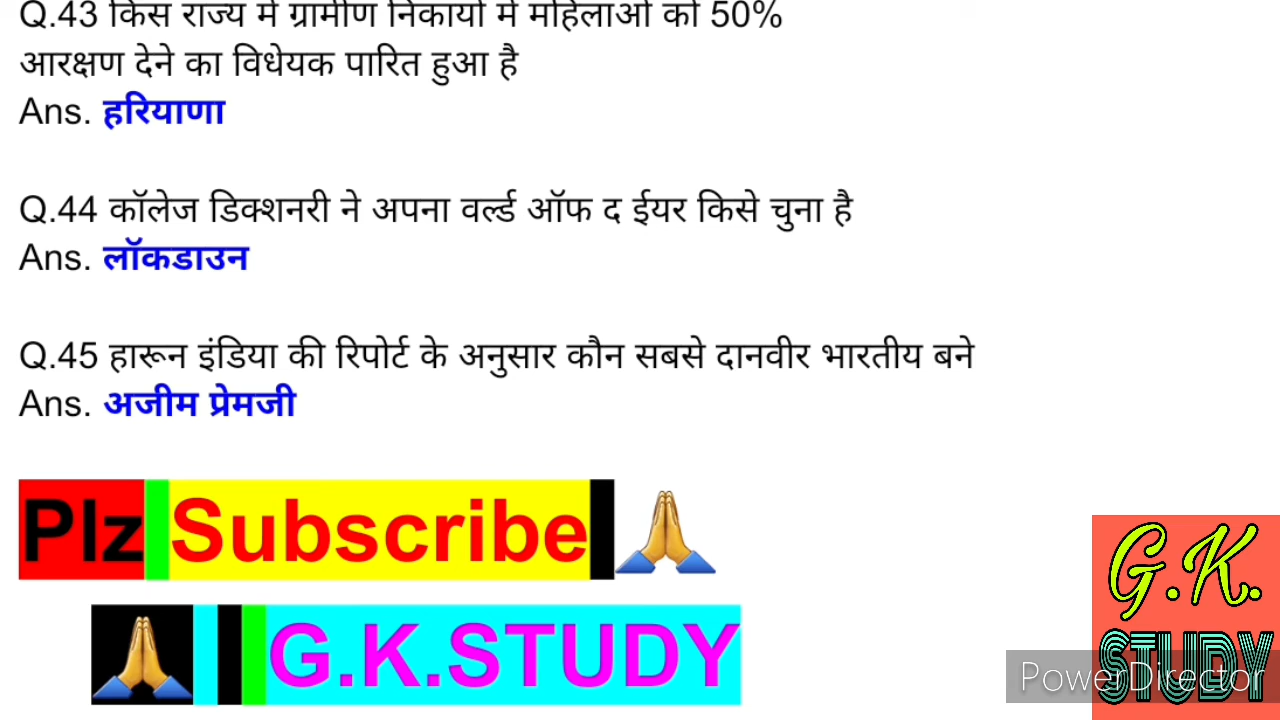 Q.43 किस राज्य में ग्रामीण निकायों में महिलाओं को 50%
आरक्षण देने का विधेयक पारित हुआ है
Ans. हरियाणा
Q.44 कॉलेज डिक्शनरी ने अपना वर्ल्ड ऑफ द ईयर किसे चुना है
Ans. लॉकडाउन
Q.45 हारून इंडिया की रिपोर्ट के अनुसार कौन सबसे दानवीर भारतीय बने
Ans. अजीम प्रेमजी
Plz Subscribe 🙏
🙏 G.K.STUDY
G.K.
STUDY
PowerDirector